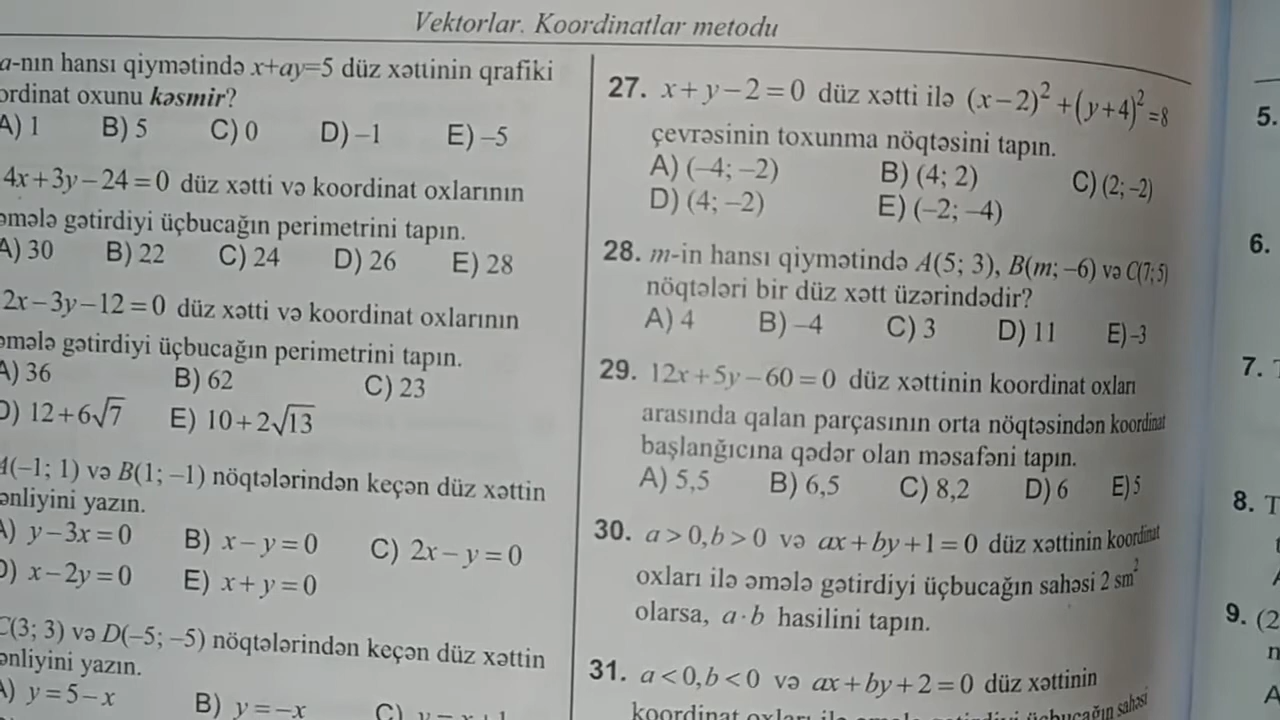 Vektorlar. Koordinatlar metodu
a-nın hansı qiymətində x+ay=5 düz xəttinin qrafiki
ordinat oxunu kəsmir?
A) 1 B) 5 C) 0 D) –1 E) –5
4x+3y–24=0 düz xətti və koordinat oxlarının
əmələ gətirdiyi üçbucağın perimetrini tapın.
A) 30 B) 22 C) 24 D) 26 E) 28
2x–3y–12=0 düz xətti və koordinat oxlarının
əmələ gətirdiyi üçbucağın perimetrini tapın.
A) 36 B) 62 C) 23
D) 12+6√7 E) 10+2√13
A(–1; 1) və B(1; –1) nöqtələrindən keçən düz xəttin
ənliyini yazın.
A) y–3x=0 B) x–y=0 C) 2x–y=0
D) x–2y=0 E) x+y=0
C(3; 3) və D(–5; –5) nöqtələrindən keçən düz xəttin
ənliyini yazın.
A) y=5–x B) y=–x C) y=x+1
27. x+y–2=0 düz xətti ilə (x–2)²+(y+4)²=8
çevrəsinin toxunma nöqtəsini tapın.
A) (–4; –2) B) (4; 2) C) (2; –2)
D) (4; –2) E) (–2; –4)
28. m-in hansı qiymətində A(5; 3), B(m; –6) və C(7; 5)
nöqtələri bir düz xətt üzərindədir?
A) 4 B) –4 C) 3 D) 11 E) –3
29. 12x+5y–60=0 düz xəttinin koordinat oxları
arasında qalan parçasının orta nöqtəsindən koordinat
başlanğıcına qədər olan məsafəni tapın.
A) 5,5 B) 6,5 C) 8,2 D) 6 E) 5
30. a>0, b>0 və ax+by+1=0 düz xəttinin koordinat
oxları ilə əmələ gətirdiyi üçbucağın sahəsi 2 sm²
olarsa, a·b hasilini tapın.
31. a<0, b<0 və ax+by+2=0 düz xəttinin
koordinat oxları ilə əmələ gətirdiyi üçbucağın sahəsi
5.
6.
7.
8. T
9. (2
A